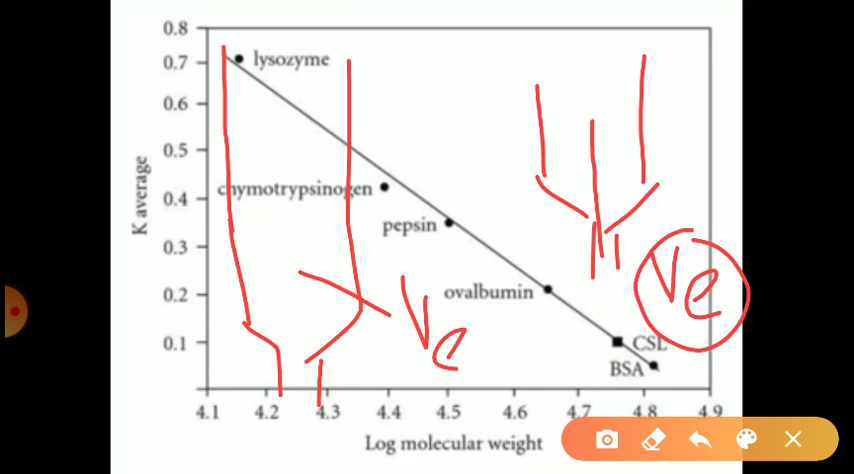 0.8
0.7
lysozyme
0.6
0.5
K average
0.4
chymotrypsinogen
pepsin
0.3
Ve
0.2
ovalbumin
Ve
0.1
CSL
BSA
4.1 4.2 4.3 4.4 4.5 4.6 4.7 4.8 4.9
Log molecular weight